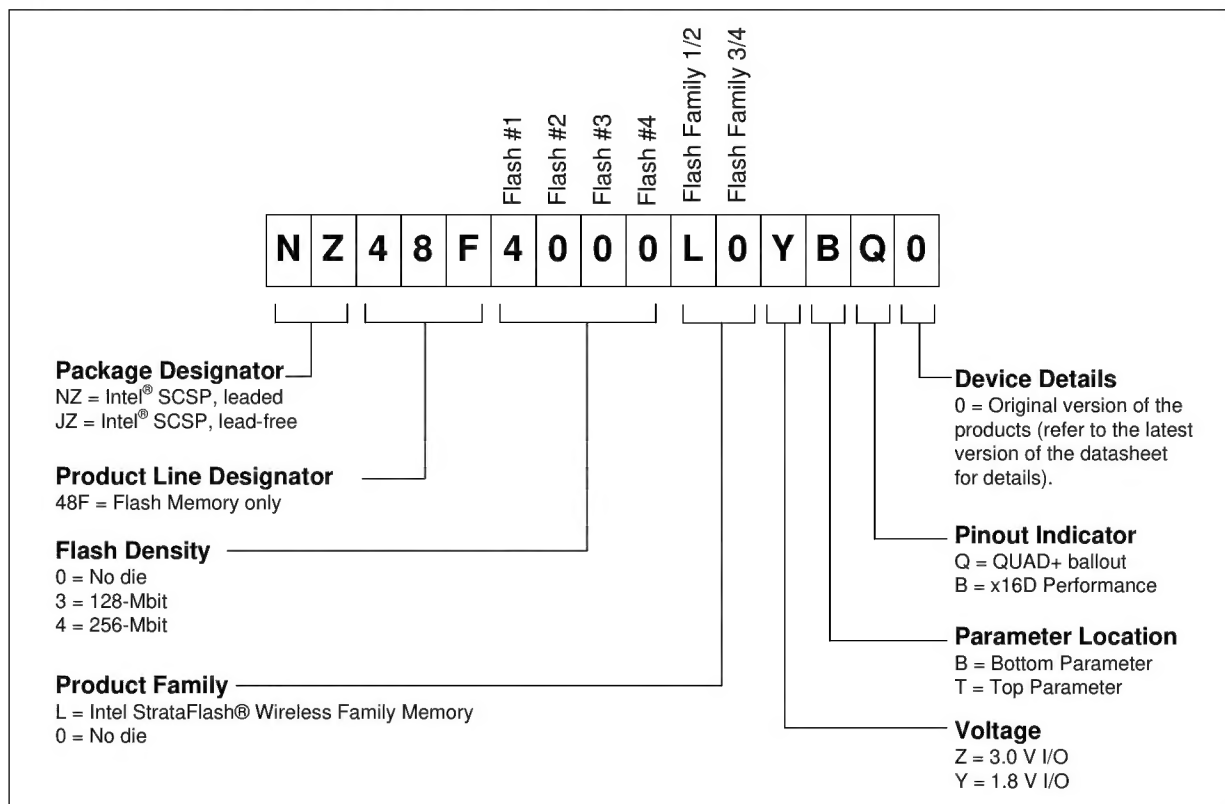 Flash #1
Flash #2
Flash #3
Flash #4
Flash Family 1/2
Flash Family 3/4
N Z 4 8 F 4 0 0 0 L 0 Y B Q 0
Package Designator
NZ = Intel® SCSP, leaded
JZ = Intel® SCSP, lead-free
Product Line Designator
48F = Flash Memory only
Flash Density
0 = No die
3 = 128-Mbit
4 = 256-Mbit
Product Family
L = Intel StrataFlash® Wireless Family Memory
0 = No die
Device Details
0 = Original version of the
products (refer to the latest
version of the datasheet
for details).
Pinout Indicator
Q = QUAD+ ballout
B = x16D Performance
Parameter Location
B = Bottom Parameter
T = Top Parameter
Voltage
Z = 3.0 V I/O
Y = 1.8 V I/O